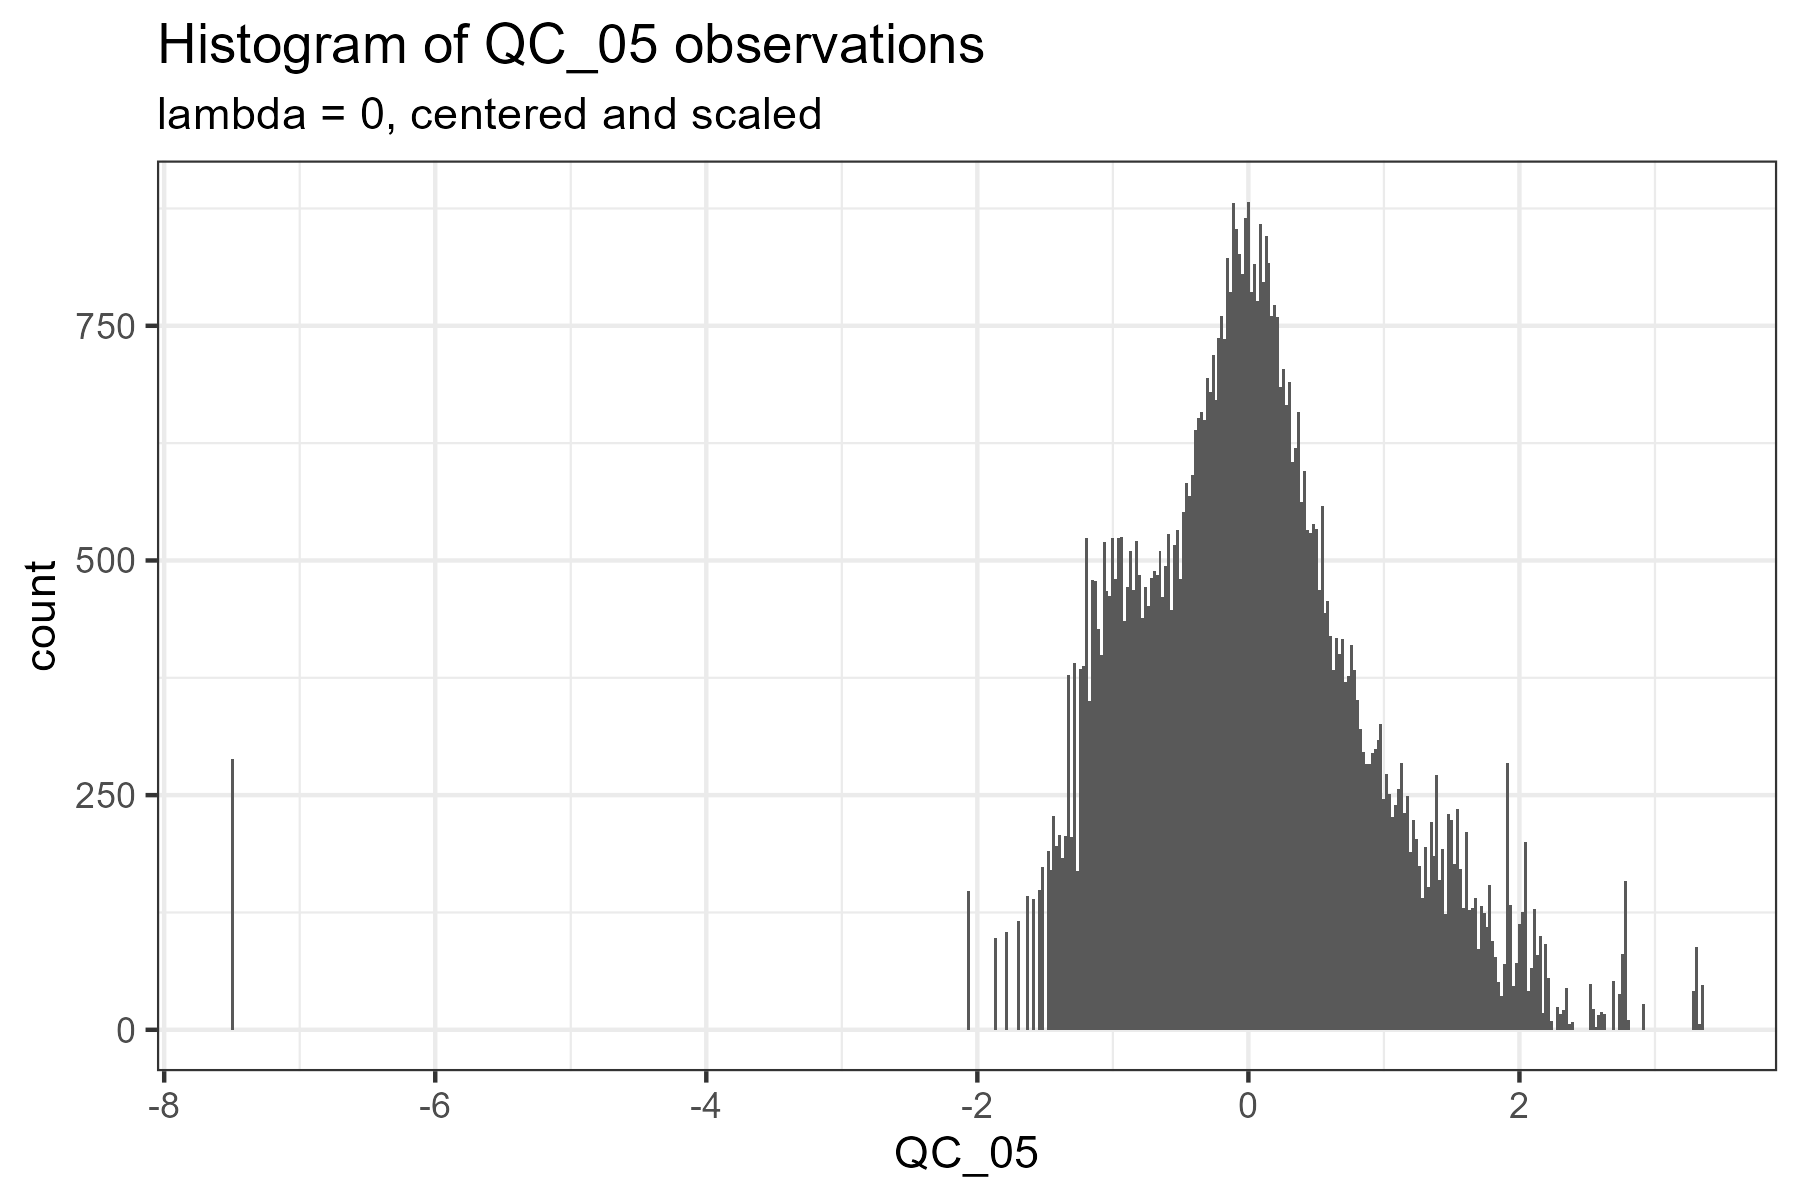 Histogram of QC_05 observations
lambda = 0, centered and scaled
750
500
250
0
count
-8 -6 -4 -2 0 2
QC_05